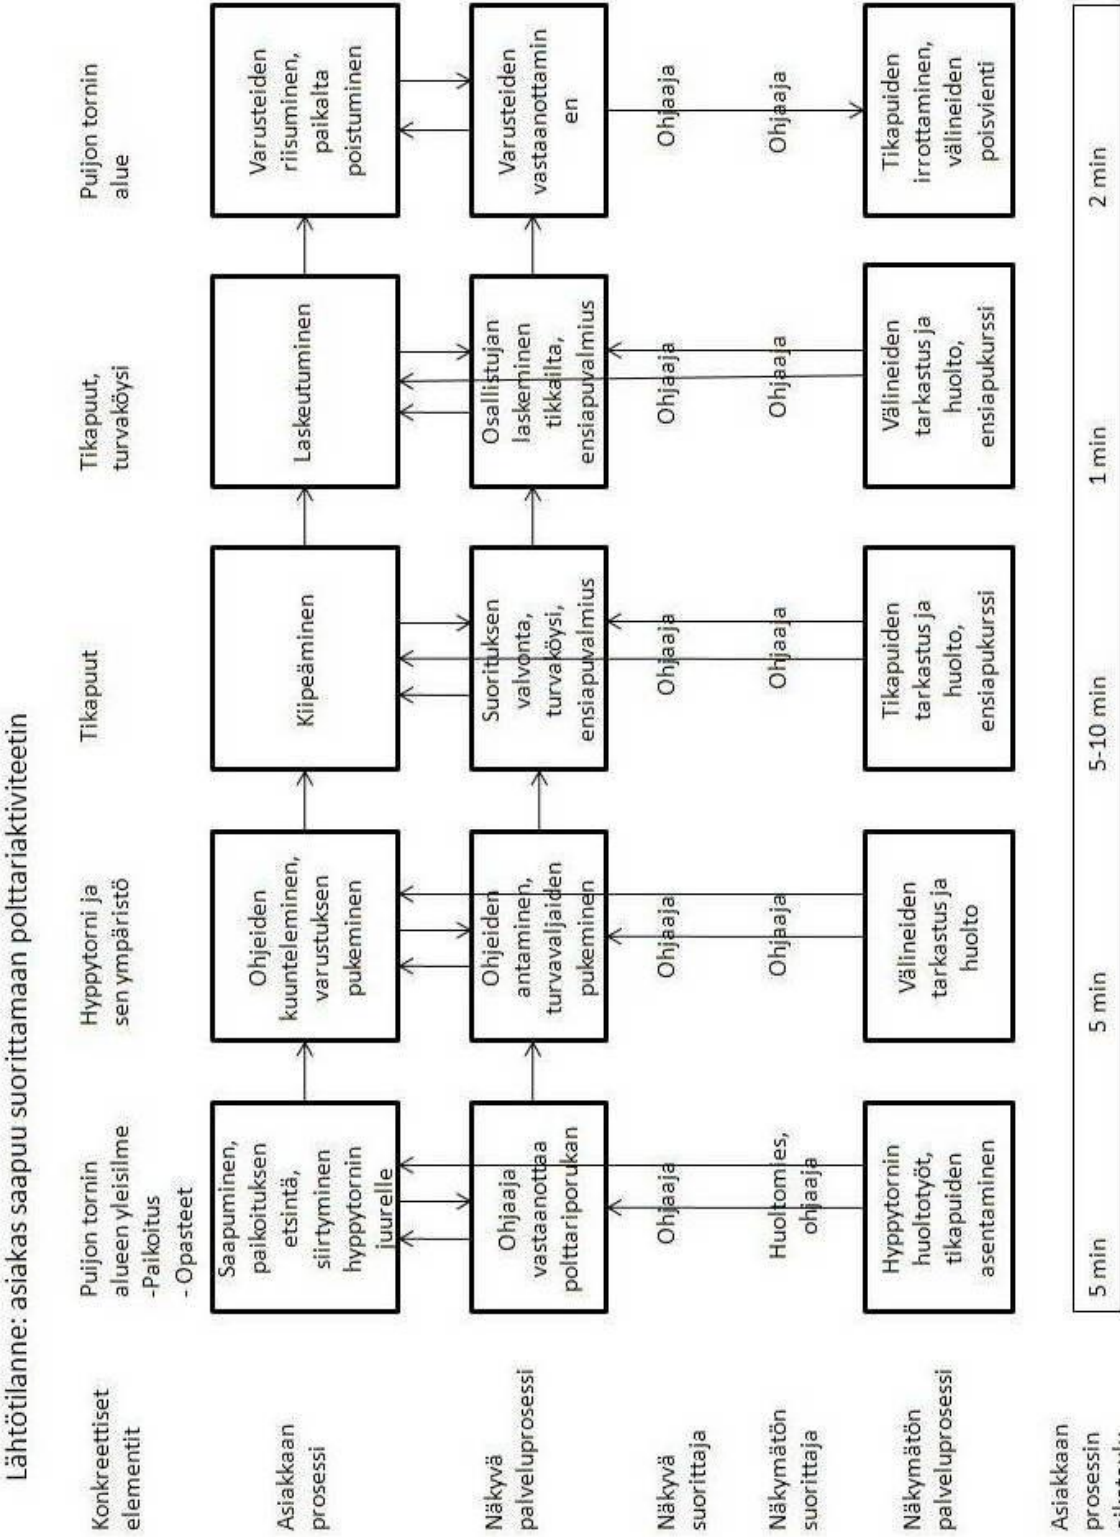 Lähtötilanne: asiakas saapuu suorittamaan polttariaktiviteetin
Konkreettiset
elementit
Puijon tornin
alueen yleisilme
-Paikoitus
- Opasteet
Hyppytorni ja
sen ympäristö
Tikapuut
Tikapuut,
turvaköysi
Puijon tornin
alue
Asiakkaan
prosessi
Saapuminen,
paikoituksen
etsintä,
siirtyminen
hyppytornin
juurelle
Ohjeiden
kuunteleminen,
varustuksen
pukeminen
Kiipeäminen
Laskeutuminen
Varusteiden
riisuminen,
paikalta
poistuminen
Näkyvä
palveluprosessi
Ohjaaja
vastaanottaa
polttariporukan
Ohjeiden
antaminen,
turvavaljaiden
pukeminen
Suorituksen
valvonta,
turvaköysi,
ensiapuvalmius
Osallistujan
laskeminen
tikkailta,
ensiapuvalmius
Varusteiden
vastaanottamin
en
Näkyvä
suorittaja
Ohjaaja
Ohjaaja
Ohjaaja
Ohjaaja
Ohjaaja
Näkymätön
suorittaja
Huoltomies,
ohjaaja
Ohjaaja
Ohjaaja
Ohjaaja
Ohjaaja
Näkymätön
palveluprosessi
Hyppytornin
huoltotyöt,
tikapuiden
asentaminen
Välineiden
tarkastus ja
huolto
Tikapuiden
tarkastus ja
huolto,
ensiapukurssi
Välineiden
tarkastus ja
huolto,
ensiapukurssi
Tikapuiden
irrottaminen,
välineiden
poisvienti
Asiakkaan
prosessin
5 min
5 min
5-10 min
1 min
2 min